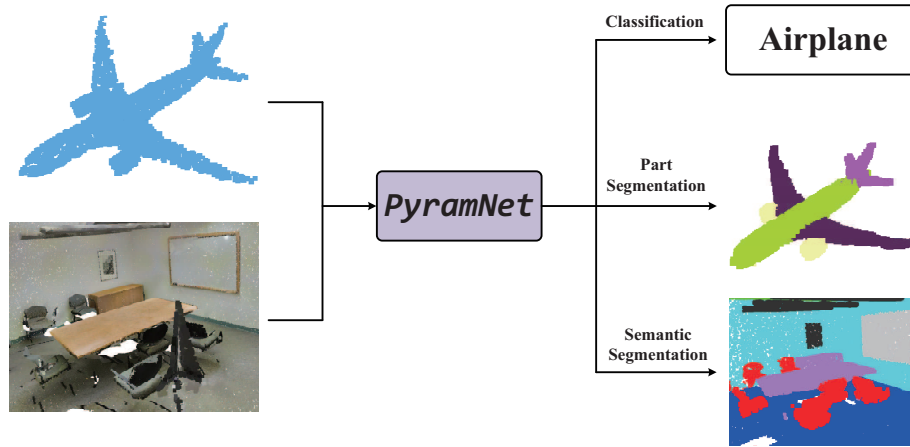 Classification
Airplane
PyramNet
Part
Segmentation
Semantic
Segmentation